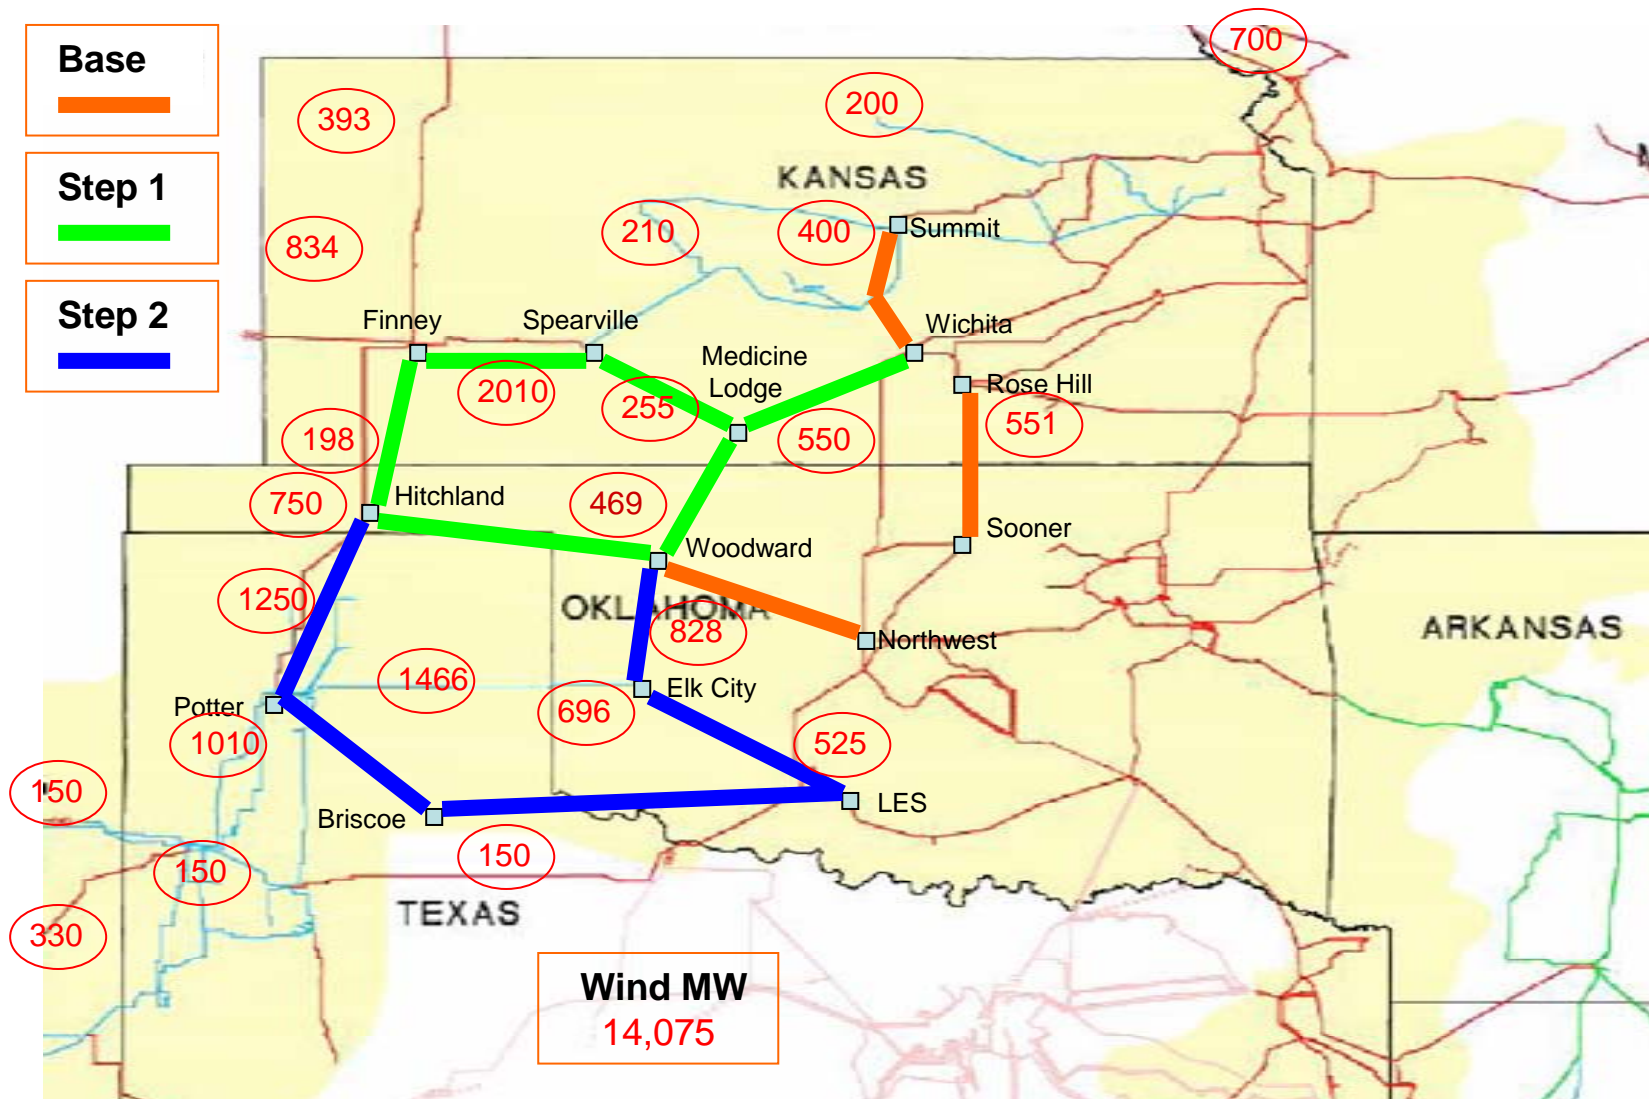 Base
Step 1
Step 2
700
393
200
KANSAS
834
210
400
Summit
Finney
Spearville
Wichita
Medicine
Lodge
Rose Hill
2010
255
198
550
551
750
Hitchland
469
Sooner
Woodward
1250
OKLAHOMA
828
Northwest
ARKANSAS
1466
Elk City
Potter
696
1010
525
150
Briscoe
LES
150
150
TEXAS
330
Wind MW
14,075